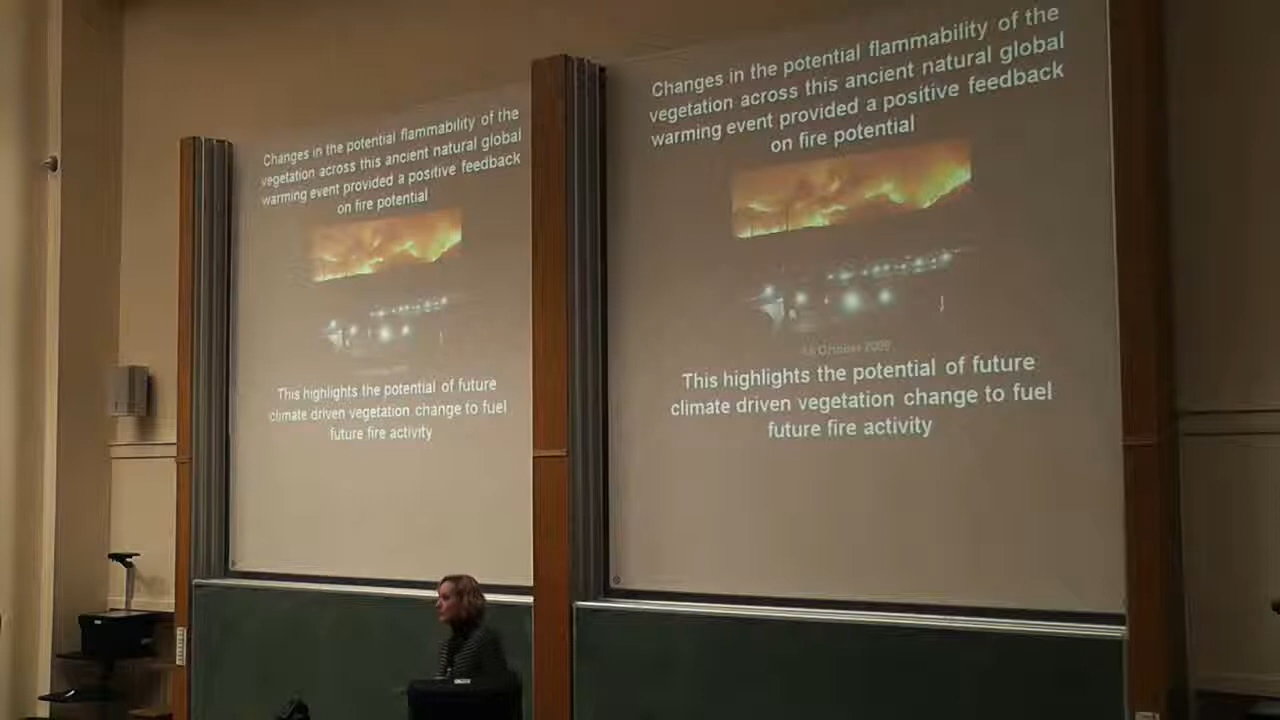 Changes in the potential flammability of the
vegetation across this ancient natural global
warming event provided a positive feedback
on fire potential
This highlights the potential of future
climate driven vegetation change to fuel
future fire activity
Changes in the potential flammability of the
vegetation across this ancient natural global
warming event provided a positive feedback
on fire potential
October 2009
This highlights the potential of future
climate driven vegetation change to fuel
future fire activity